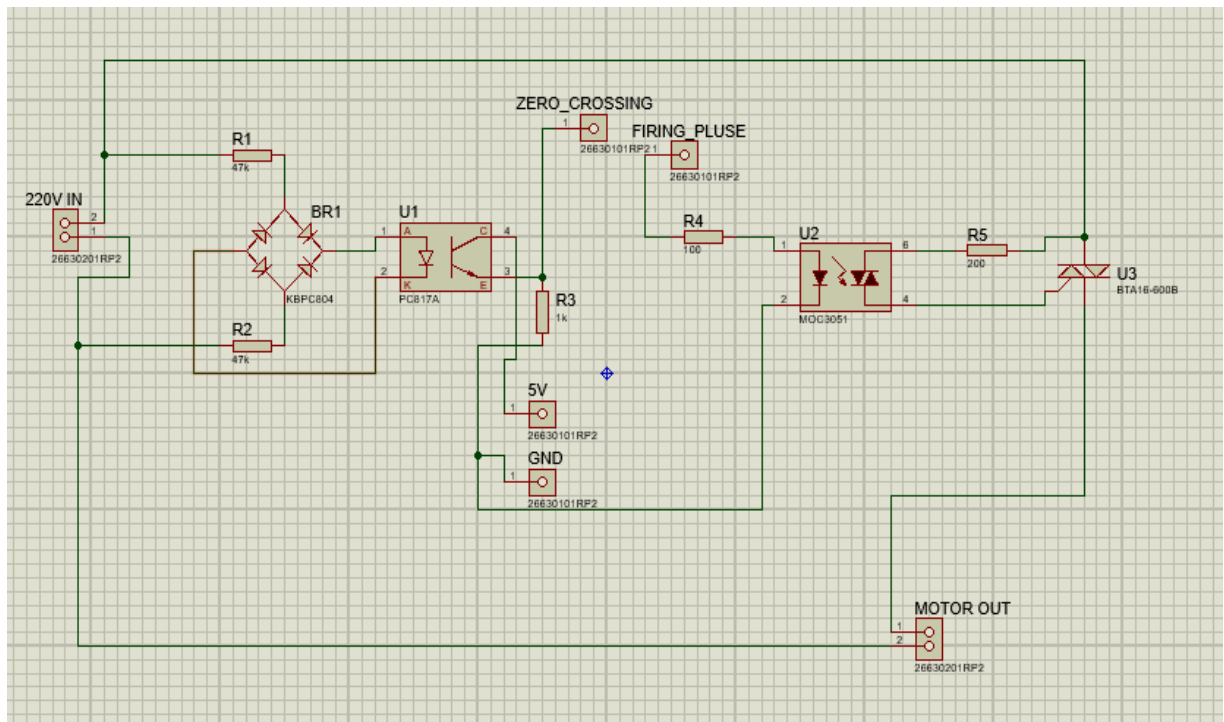 ZERO_CROSSING
1
26630101RP2
FIRING_PLUSE
1
26630101RP2
R1
47k
220V IN
2
1
26630201RP2
BR1
KBPC804
U1
1
A
C
4
2
K
E
3
PC817A
R4
100
U2
1
6
2
4
MOC3051
R5
200
U3
BTA16-600B
R3
1k
R2
47k
5V
1
26630101RP2
GND
1
26630101RP2
MOTOR OUT
1
2
26630201RP2